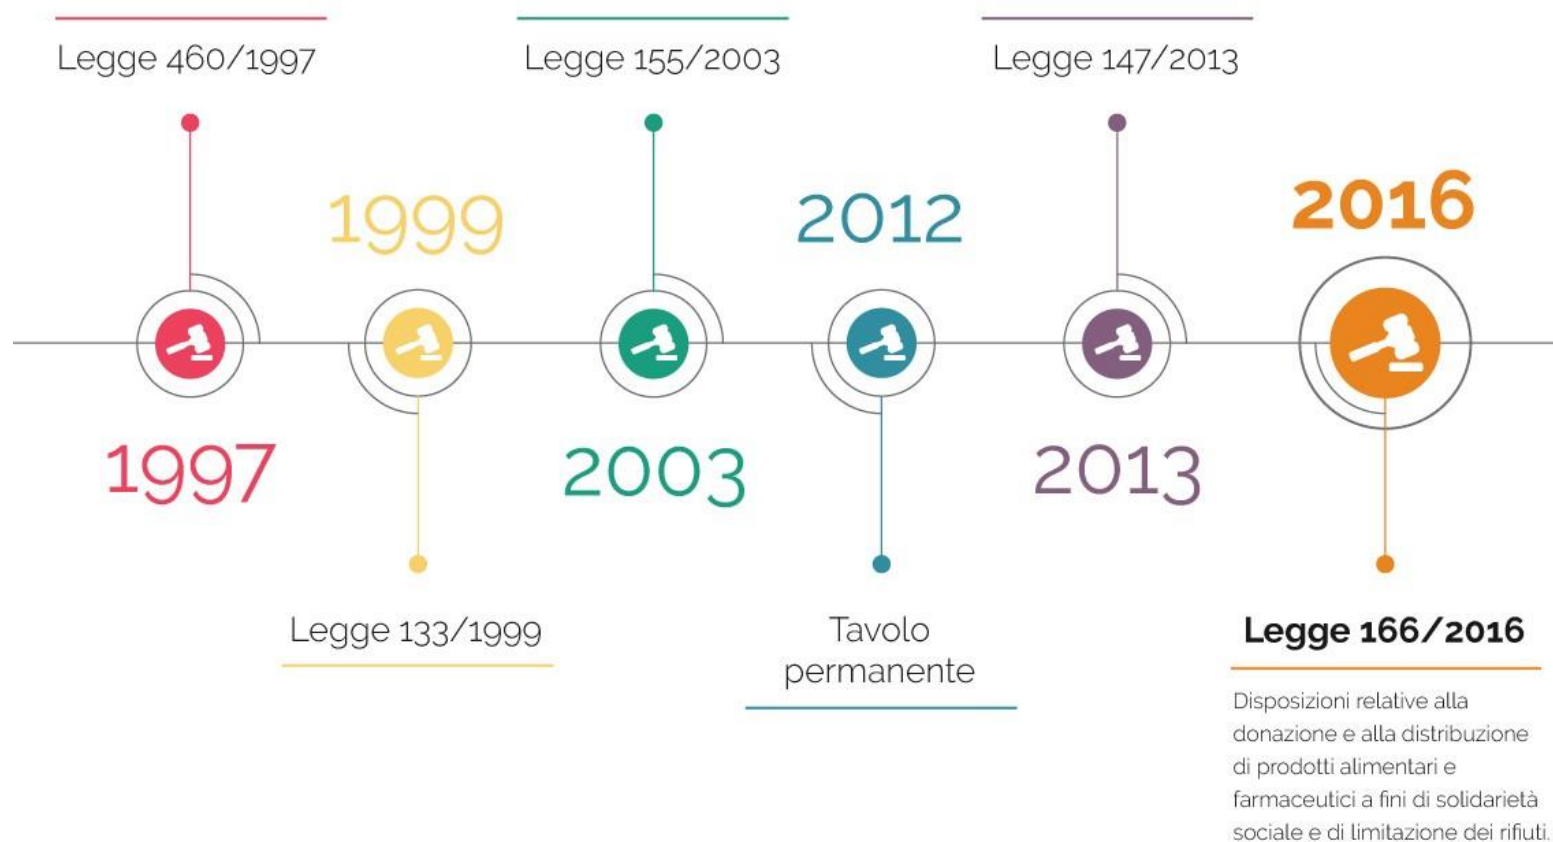 Legge 460/1997
Legge 155/2003
Legge 147/2013
1999
2012
2016
1997
2003
2013
Legge 133/1999
Tavolo
permanente
Legge 166/2016
Disposizioni relative alla
donazione e alla distribuzione
di prodotti alimentari e
farmaceutici a fini di solidarietà
sociale e di limitazione dei rifiuti.